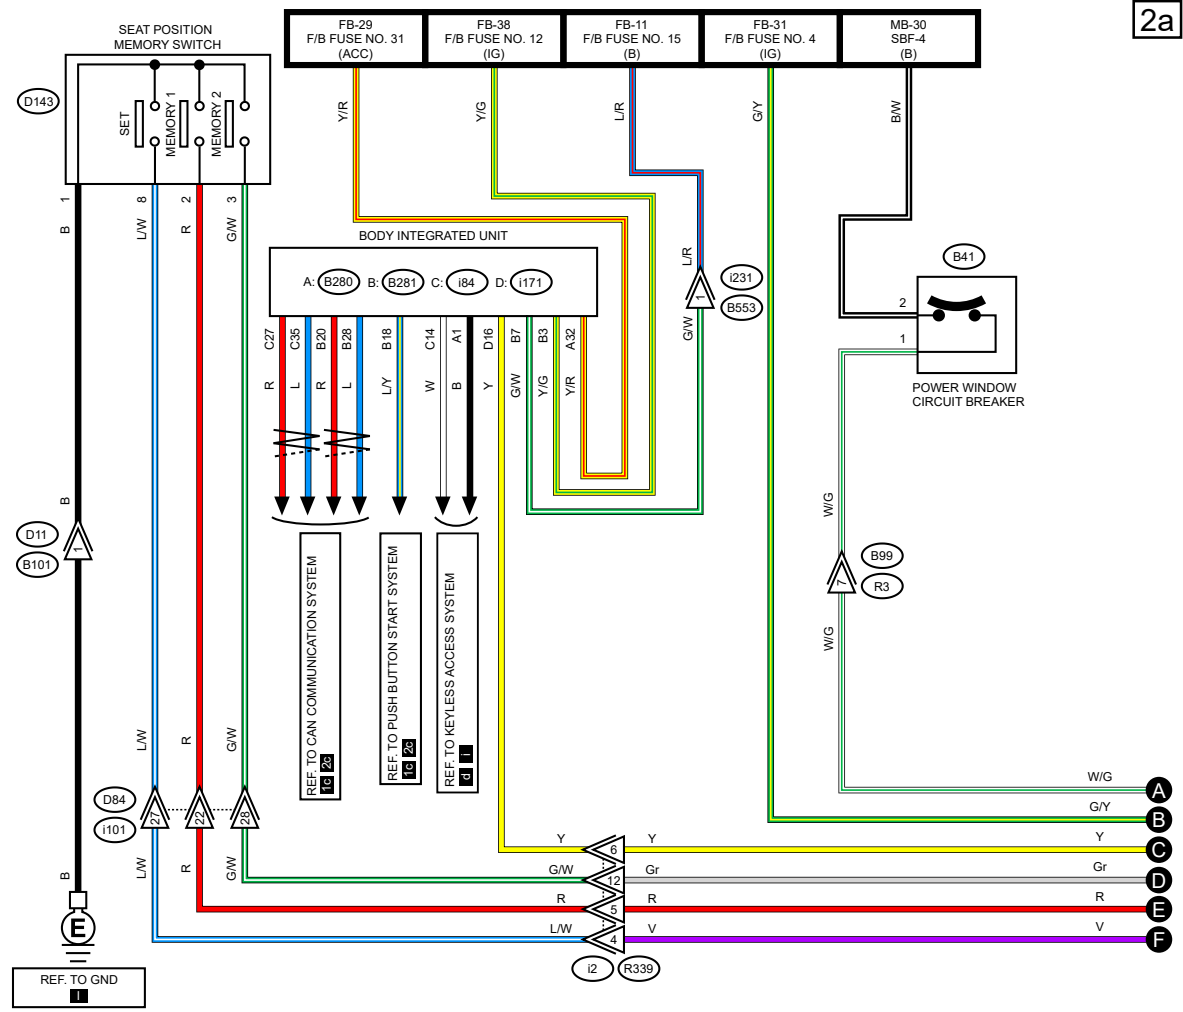 2a
SEAT POSITION
MEMORY SWITCH
FB-29
F/B FUSE NO. 31
(ACC)
FB-38
F/B FUSE NO. 12
(IG)
FB-11
F/B FUSE NO. 15
(B)
FB-31
F/B FUSE NO. 4
(IG)
MB-30
SBF-4
(B)
D143
SET
MEMORY 1
MEMORY 2
Y/R
Y/G
L/R
G/Y
B/W
1
8
2
3
B
L/W
R
G/W
BODY INTEGRATED UNIT
A: B280
B: B281
C: i84
D: i171
L/R
1
i231
B553
G/W
B41
2
1
POWER WINDOW
CIRCUIT BREAKER
C27
C35
B20
B28
B18
C14
A1
D16
B7
B3
A32
R
L
R
L
L/Y
W
B
Y
G/W
Y/G
Y/R
B
D11
B101
1
W/G
B99
R3
7
W/G
REF. TO CAN COMMUNICATION SYSTEM
1c 2c
REF. TO PUSH BUTTON START SYSTEM
1c 2c
REF. TO KEYLESS ACCESS SYSTEM
d i
L/W
R
G/W
D84
i101
27
22
28
L/W
R
G/W
B
W/G
A
G/Y
B
Y
6
Y
Y
C
G/W
12
Gr
Gr
D
R
5
R
R
E
L/W
4
V
V
F
i2
R339
E
REF. TO GND
I